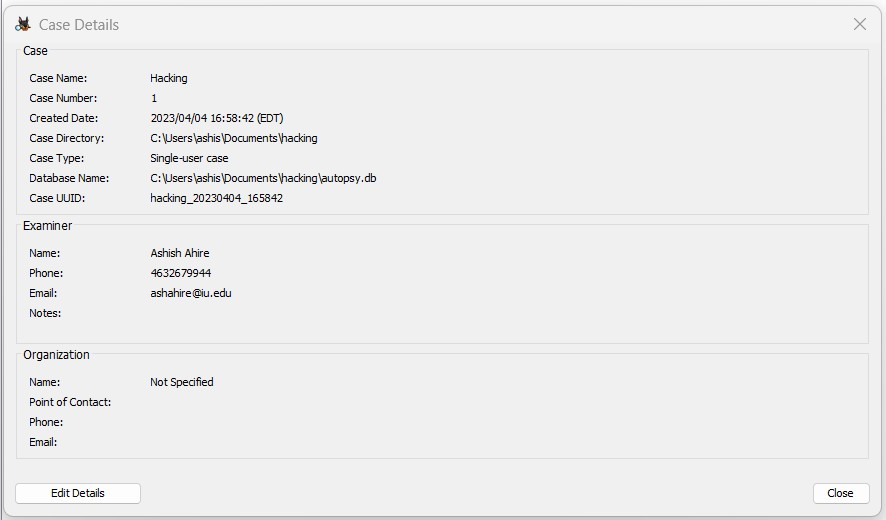 Case Details
Case
Case Name: Hacking
Case Number: 1
Created Date: 2023/04/04 16:58:42 (EDT)
Case Directory: C:\Users\ashis\Documents\hacking
Case Type: Single-user case
Database Name: C:\Users\ashis\Documents\hacking\autopsy.db
Case UUID: hacking_20230404_165842
Examiner
Name: Ashish Ahire
Phone: 4632679944
Email: ashahire@iu.edu
Notes:
Organization
Name: Not Specified
Point of Contact:
Phone:
Email:
Edit Details Close